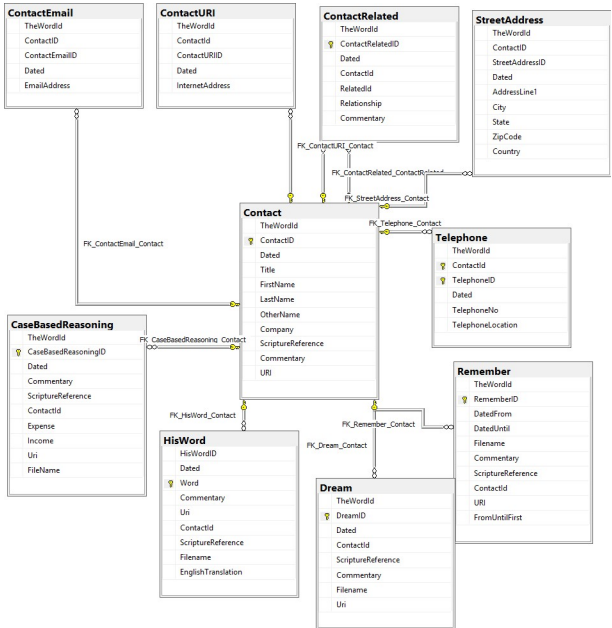 ContactEmail
TheWordId
ContactID
ContactEmailID
Dated
EmailAddress
ContactURI
TheWordId
ContactId
ContactURIID
Dated
InternetAddress
ContactRelated
TheWordId
ContactRelatedID
Dated
ContactId
RelatedId
Relationship
Commentary
StreetAddress
TheWordId
ContactID
StreetAddressID
Dated
AddressLine1
City
State
ZipCode
Country
FK_ContactURI_Contact
FK_ContactRelated_ContactRelated
FK_StreetAddress_Contact
FK_Telephone_Contact
FK_ContactEmail_Contact
Contact
TheWordId
ContactID
Dated
Title
FirstName
LastName
OtherName
Company
ScriptureReference
Commentary
URI
Telephone
TheWordId
ContactId
TelephoneID
Dated
TelephoneNo
TelephoneLocation
CaseBasedReasoning
TheWordId
CaseBasedReasoningID
Dated
Commentary
ScriptureReference
ContactId
Expense
Income
Uri
FileName
FK_CaseBasedReasoning_Contact
FK_HisWord_Contact
FK_Remember_Contact
FK_Dream_Contact
Remember
TheWordId
RememberID
DatedFrom
DatedUntil
Filename
Commentary
ScriptureReference
ContactId
URI
FromUntilFirst
HisWord
HisWordID
Dated
Word
Commentary
Uri
ContactId
ScriptureReference
Filename
EnglishTranslation
Dream
TheWordId
DreamID
Dated
ContactId
ScriptureReference
Commentary
Filename
Uri